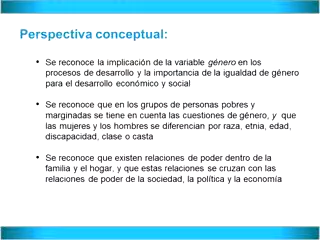 Perspectiva conceptual:
• Se reconoce la implicación de la variable género en los
procesos de desarrollo y la importancia de la igualdad de género
para el desarrollo económico y social
• Se reconoce que en los grupos de personas pobres y
marginadas se tiene en cuenta las cuestiones de género, y que
las mujeres y los hombres se diferencian por raza, etnia, edad,
discapacidad, clase o casta
• Se reconoce que existen relaciones de poder dentro de la
familia y el hogar, y que estas relaciones se cruzan con las
relaciones de poder de la sociedad, la política y la economía